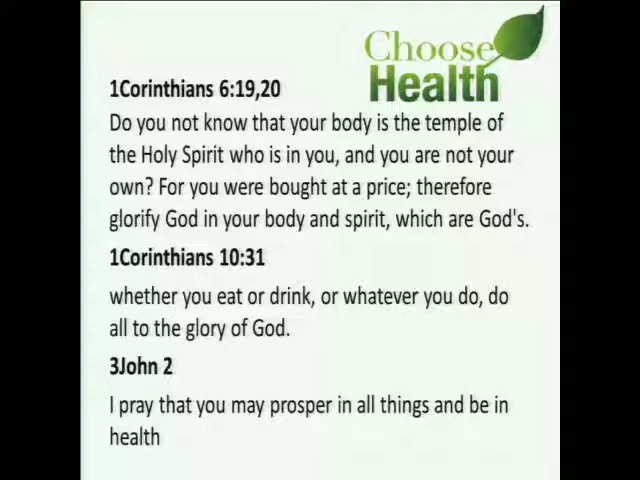 Choose
Health
1Corinthians 6:19,20
Do you not know that your body is the temple of
the Holy Spirit who is in you, and you are not your
own? For you were bought at a price; therefore
glorify God in your body and spirit, which are God's.
1Corinthians 10:31
whether you eat or drink, or whatever you do, do
all to the glory of God.
3John 2
I pray that you may prosper in all things and be in
health